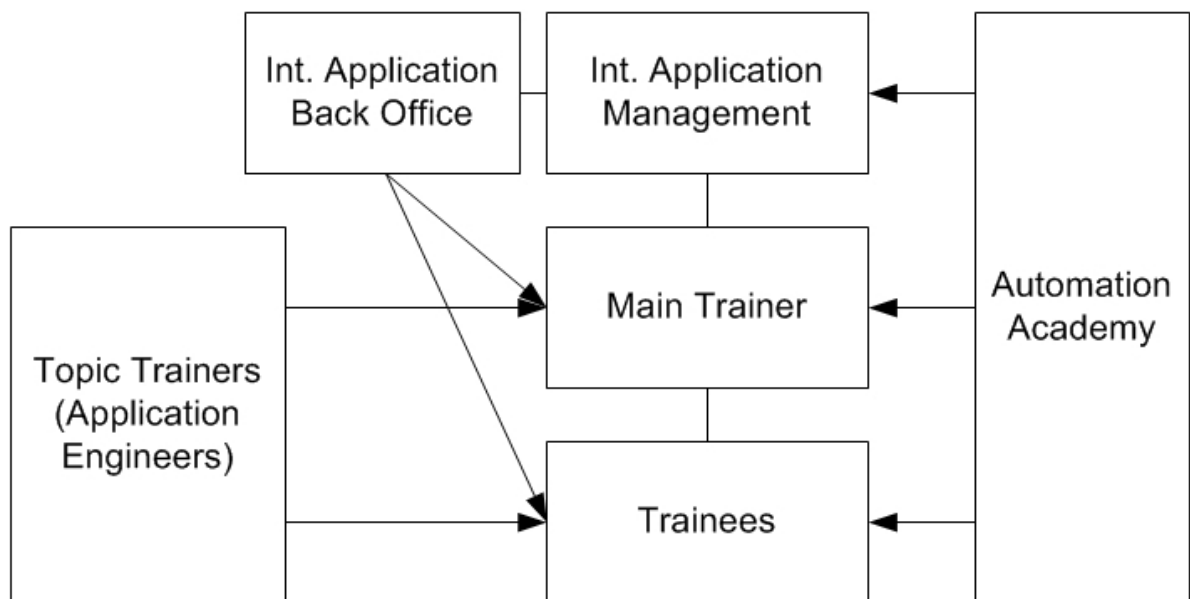 Int. Application
Back Office
Int. Application
Management
Automation
Academy
Main Trainer
Topic Trainers
(Application
Engineers)
Trainees